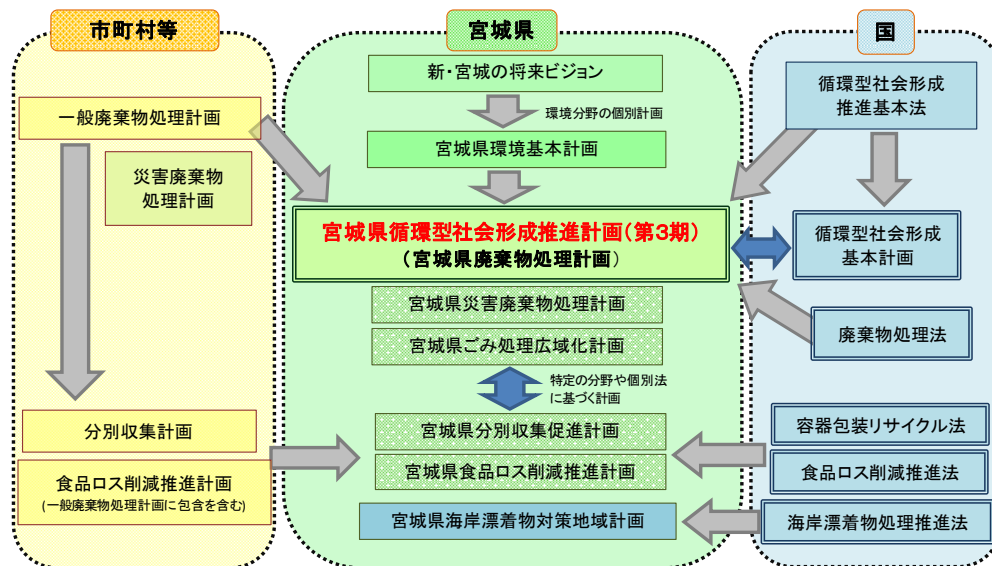 市町村等
一般廃棄物処理計画
災害廃棄物
処理計画
分別収集計画
食品ロス削減推進計画
(一般廃棄物処理計画に包含を含む)
宮城県
新・宮城の将来ビジョン
環境分野の個別計画
宮城県環境基本計画
宮城県循環型社会形成推進計画(第3期)
(宮城県廃棄物処理計画)
宮城県災害廃棄物処理計画
宮城県ごみ処理広域化計画
特定の分野や個別法
に基づく計画
宮城県分別収集促進計画
宮城県食品ロス削減推進計画
宮城県海岸漂着物対策地域計画
国
循環型社会形成
推進基本法
循環型社会形成
基本計画
廃棄物処理法
容器包装リサイクル法
食品ロス削減推進法
海岸漂着物処理推進法